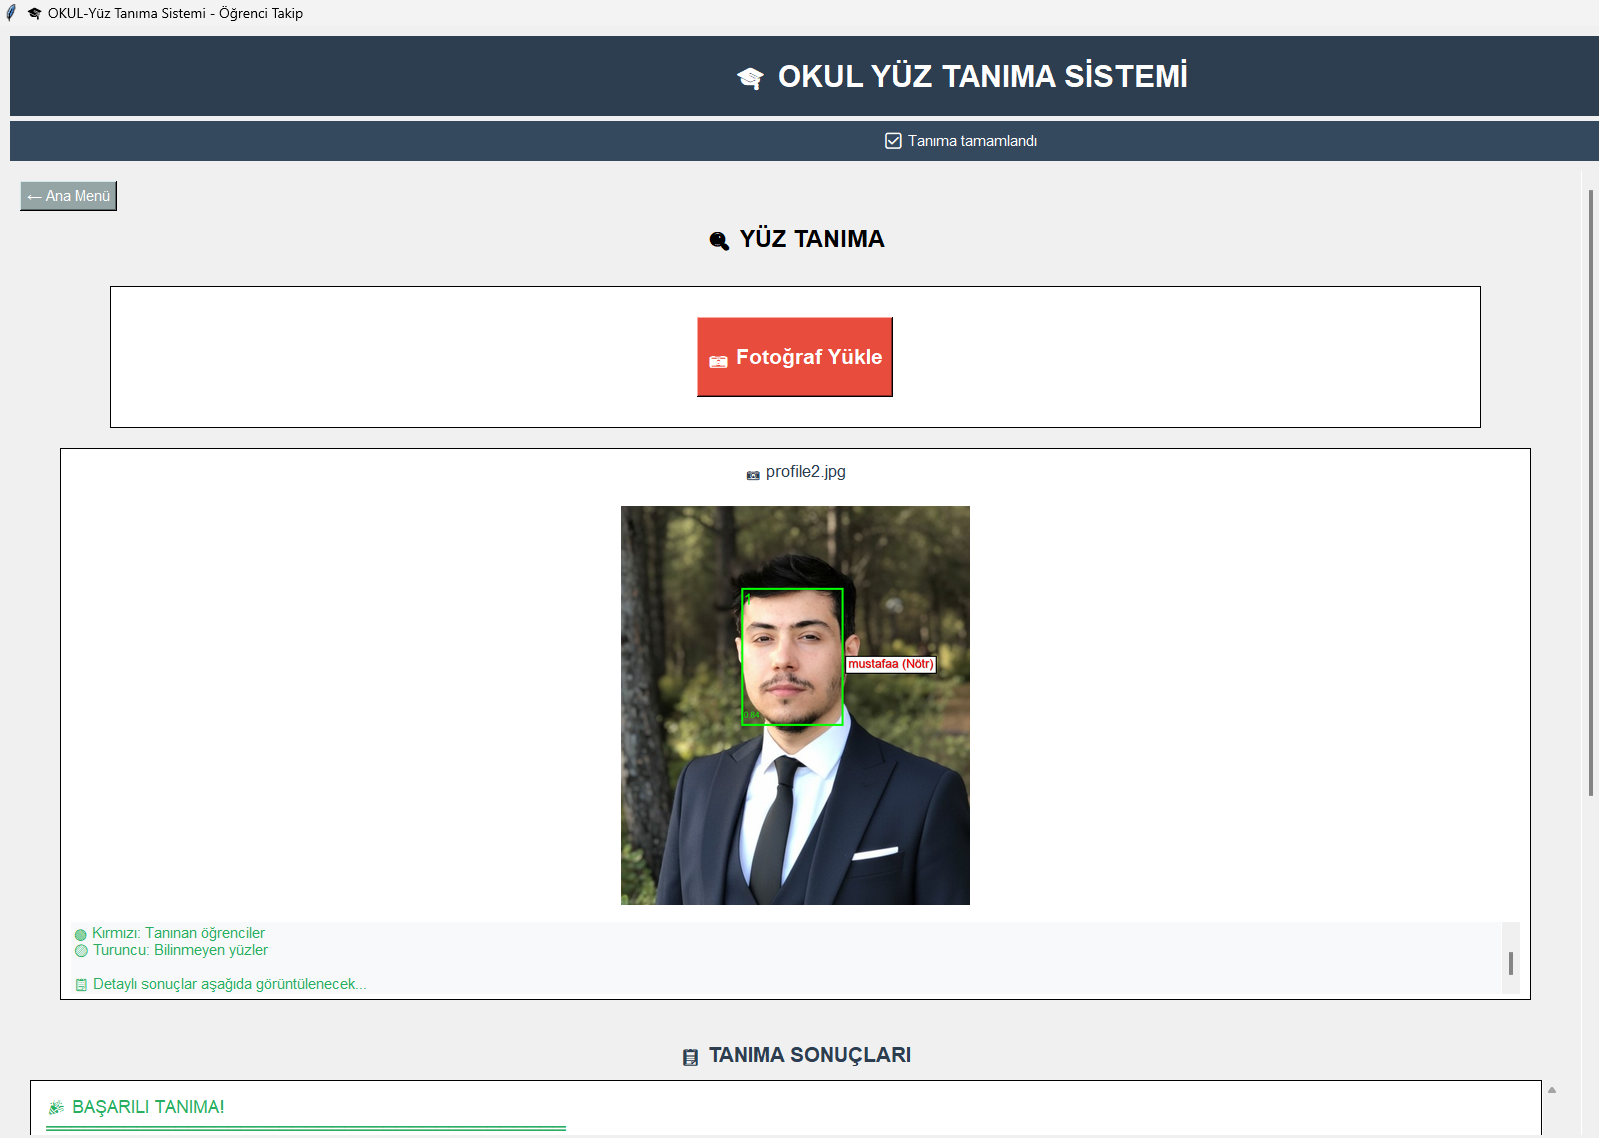 OKUL-Yüz Tanıma Sistemi - Öğrenci Takip
OKUL YÜZ TANIMA SİSTEMİ
Tanıma tamamlandı
← Ana Menü
YÜZ TANIMA
Fotoğraf Yükle
profile2.jpg
1
mustafaa (Nötr)
0.84
Kırmızı: Tanınan öğrenciler
Turuncu: Bilinmeyen yüzler
Detaylı sonuçlar aşağıda görüntülenecek...
TANIMA SONUÇLARI
BAŞARILI TANIMA!